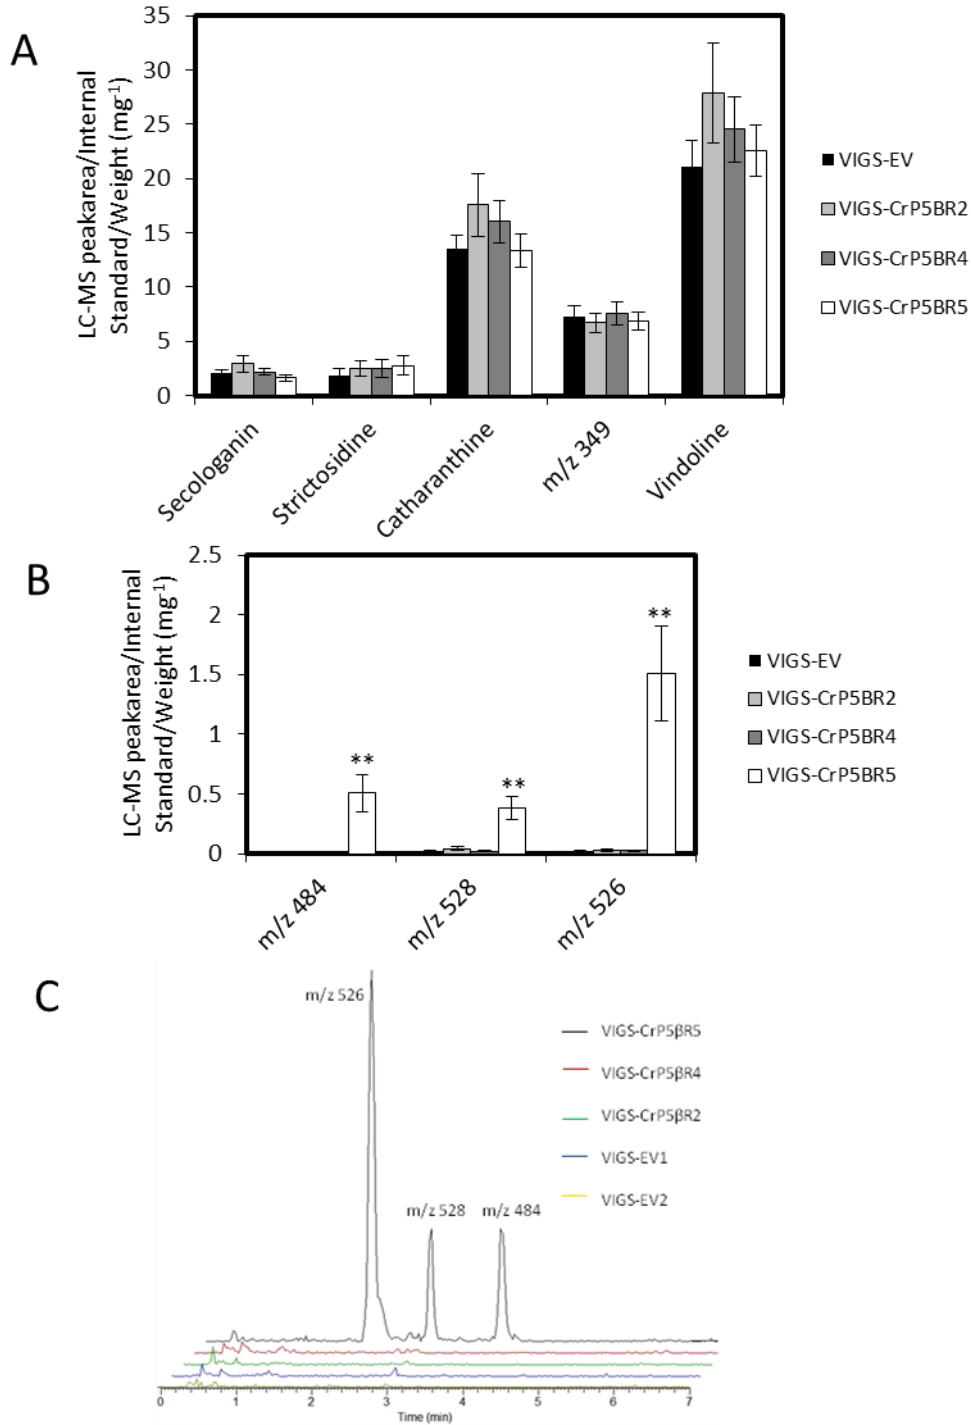 A
LC-MS peakarea/Internal
Standard/Weight (mg-1)
35
30
25
20
15
10
5
0
Secologanin
Strictosidine
Catharanthine
m/z 349
Vindoline
VIGS-EV
VIGS-CrP5BR2
VIGS-CrP5BR4
VIGS-CrP5BR5
B
LC-MS peakarea/Internal
Standard/Weight (mg-1)
2.5
2
1.5
1
0.5
0
**
**
**
m/z 484
m/z 528
m/z 526
VIGS-EV
VIGS-CrP5BR2
VIGS-CrP5BR4
VIGS-CrP5BR5
C
m/z 526
m/z 528
m/z 484
VIGS-CrP5βR5
VIGS-CrP5βR4
VIGS-CrP5βR2
VIGS-EV1
VIGS-EV2
0 1 2 3 4 5 6 7
Time (min)